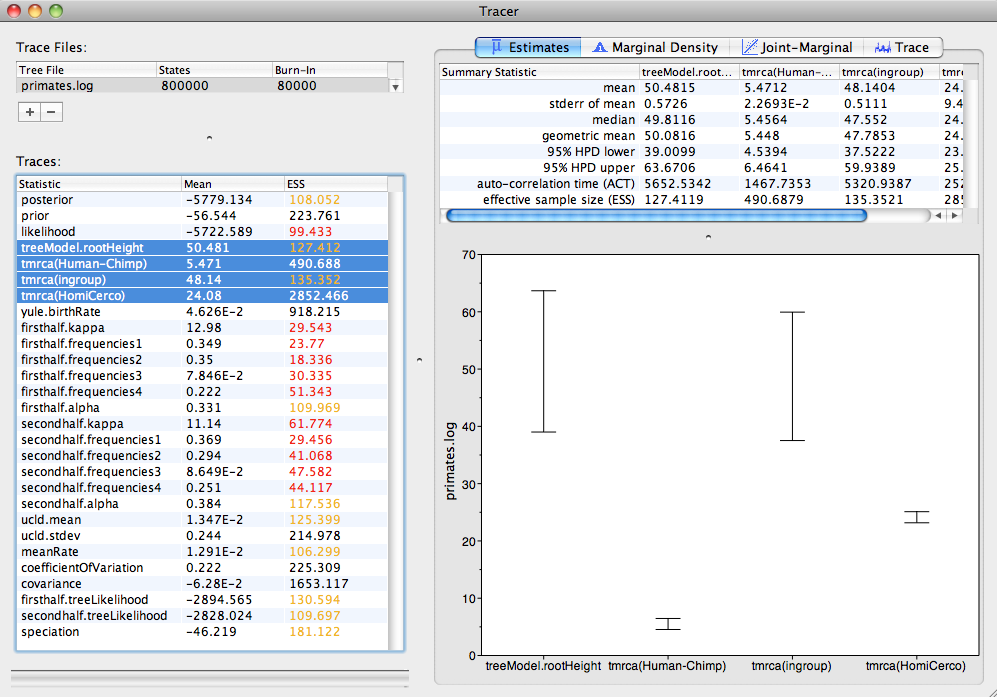 Tracer
Trace Files:
Tree File States Burn-In
primates.log 800000 80000
+ −
Traces:
Statistic Mean ESS
posterior -5779.134 108.052
prior -56.544 223.761
likelihood -5722.589 99.433
treeModel.rootHeight 50.481 127.412
tmrca(Human-Chimp) 5.471 490.688
tmrca(ingroup) 48.14 135.352
tmrca(HomiCerco) 24.08 2852.466
yule.birthRate 4.626E-2 918.215
firsthalf.kappa 12.98 29.543
firsthalf.frequencies1 0.349 23.77
firsthalf.frequencies2 0.35 18.336
firsthalf.frequencies3 7.846E-2 30.335
firsthalf.frequencies4 0.222 51.343
firsthalf.alpha 0.331 109.969
secondhalf.kappa 11.14 61.774
secondhalf.frequencies1 0.369 29.456
secondhalf.frequencies2 0.294 41.068
secondhalf.frequencies3 8.649E-2 47.582
secondhalf.frequencies4 0.251 44.117
secondhalf.alpha 0.384 117.536
ucld.mean 1.347E-2 125.399
ucld.stdev 0.244 214.978
meanRate 1.291E-2 106.299
coefficientOfVariation 0.222 225.309
covariance -6.28E-2 1653.117
firsthalf.treeLikelihood -2894.565 130.594
secondhalf.treeLikelihood -2828.024 109.697
speciation -46.219 181.122
Estimates Marginal Density Joint-Marginal Trace
Summary Statistic treeModel.root... tmrca(Human-... tmrca(ingroup) tmr
mean 50.4815 5.4712 48.1404 24.
stderr of mean 0.5726 2.2693E-2 0.5111 9.4
median 49.8116 5.4564 47.552 24.
geometric mean 50.0816 5.448 47.7853 24.
95% HPD lower 39.0099 4.5394 37.5222 23.
95% HPD upper 63.6706 6.4641 59.9389 25.
auto-correlation time (ACT) 5652.5342 1467.7353 5320.9387 252
effective sample size (ESS) 127.4119 490.6879 135.3521 285
70
60
50
40
30
20
10
0
primates.log
treeModel.rootHeight tmrca(Human-Chimp) tmrca(ingroup) tmrca(HomiCerco)